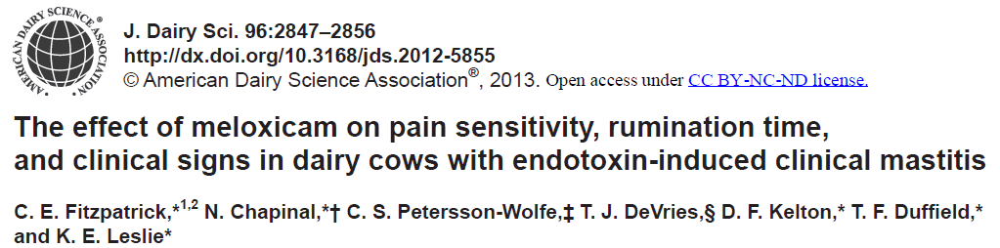 AMERICAN DAIRY SCIENCE ASSOCIATION®
J. Dairy Sci. 96:2847–2856
http://dx.doi.org/10.3168/jds.2012-5855
© American Dairy Science Association®, 2013. Open access under CC BY-NC-ND license.
The effect of meloxicam on pain sensitivity, rumination time,
and clinical signs in dairy cows with endotoxin-induced clinical mastitis
C. E. Fitzpatrick,*1,2 N. Chapinal,*† C. S. Petersson-Wolfe,‡ T. J. DeVries,§ D. F. Kelton,* T. F. Duffield,*
and K. E. Leslie*